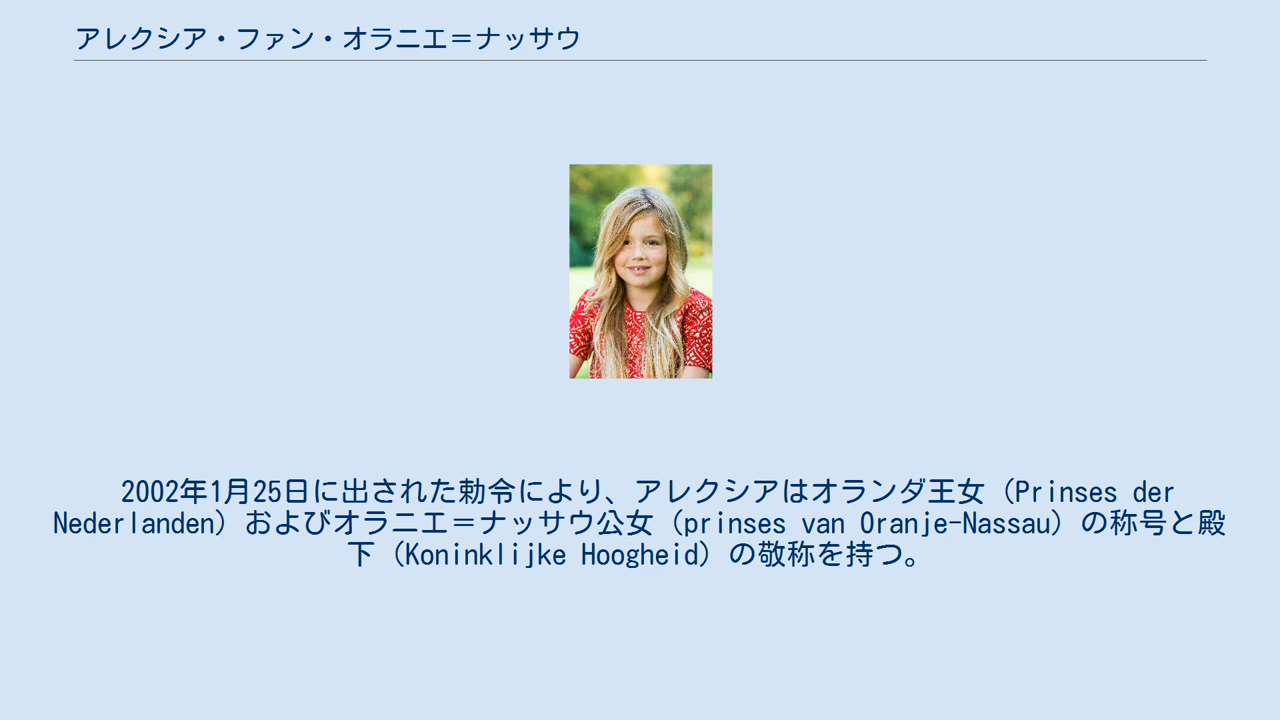 アレクシア・ファン・オラニエ＝ナッサウ
2002年1月25日に出された勅令により、アレクシアはオランダ王女（Prinses der
Nederlanden）およびオラニエ＝ナッサウ公女（prinses van Oranje-Nassau）の称号と殿
下（Koninklijke Hoogheid）の敬称を持つ。